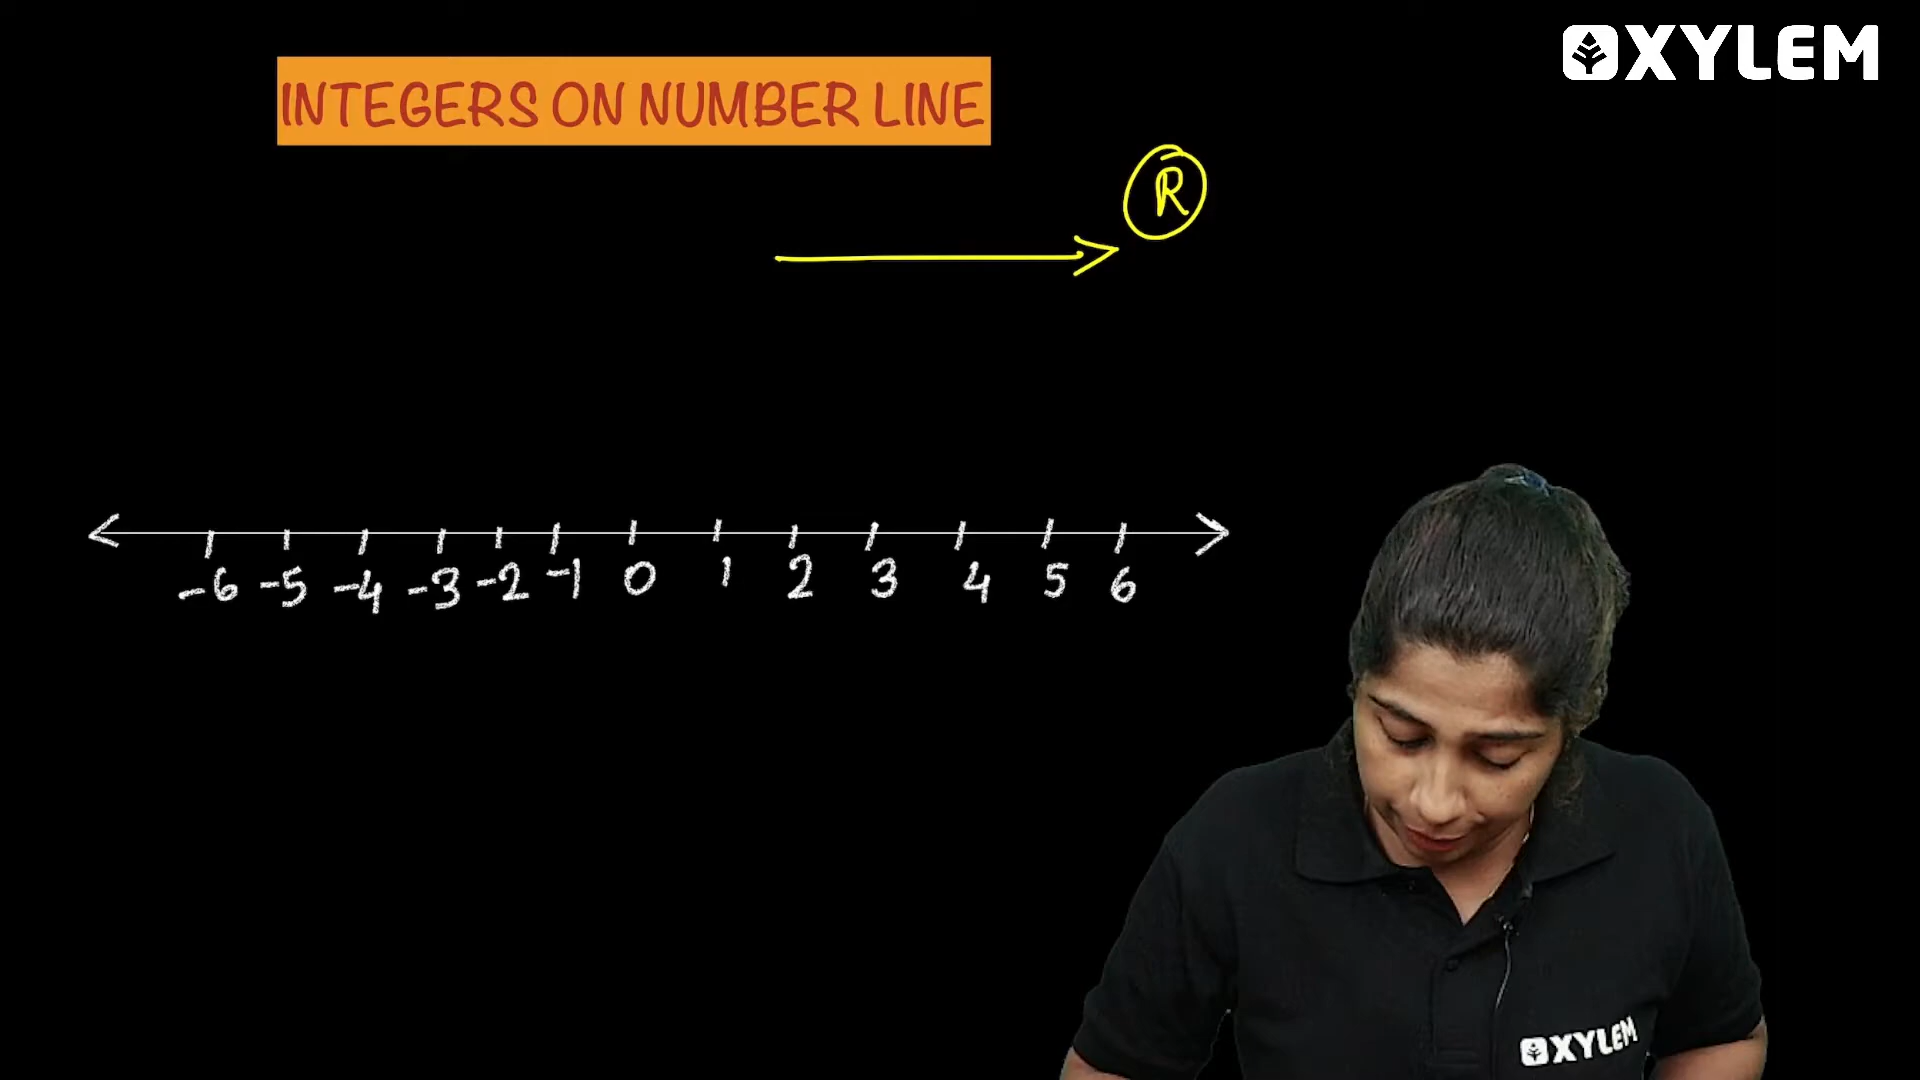 XYLEM
INTEGERS ON NUMBER LINE
R
-6 -5 -4 -3 -2 -1 0 1 2 3 4 5 6
XYLEM